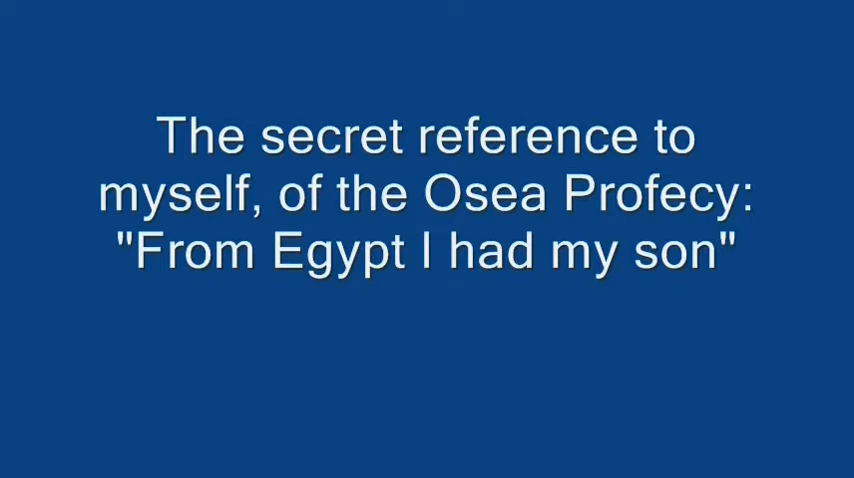 The secret reference to
myself, of the Osea Profecy:
"From Egypt I had my son"